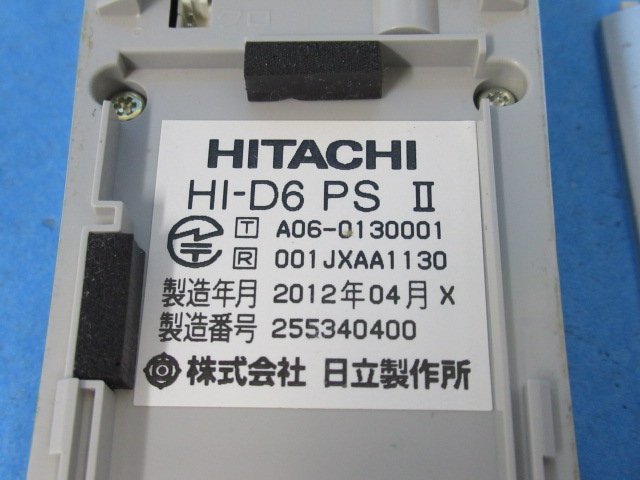 HITACHI
HI-D6 PS Ⅱ
T A06-0130001
R 001JXAA1130
製造年月 2012年04月 X
製造番号 255340400
株式会社 日立製作所